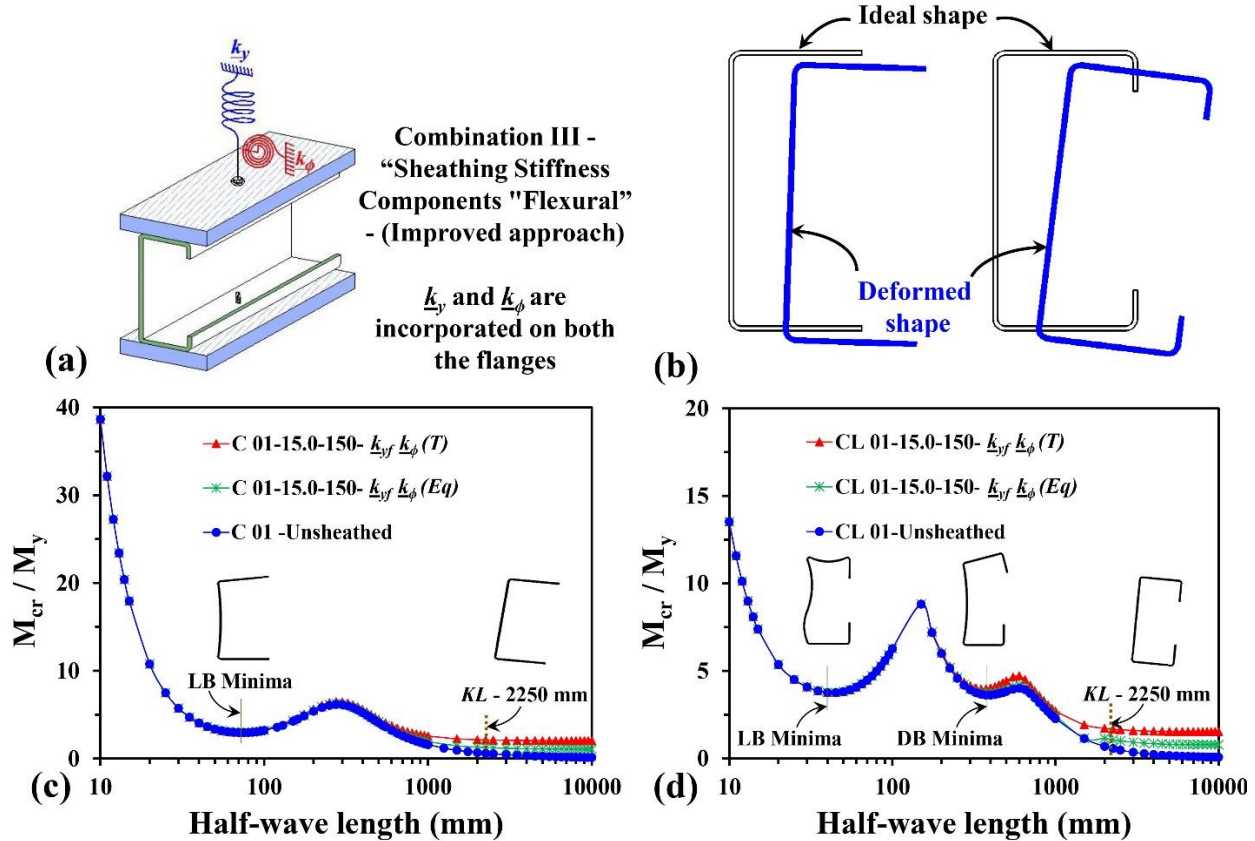 k_y
k_ϕ
Combination III -
“Sheathing Stiffness
Components "Flexural”
- (Improved approach)
k_y and k_ϕ are
incorporated on both
the flanges
(a)
Ideal shape
Deformed
shape
(b)
40
30
20
10
0
10
100
1000
10000
M_cr / M_y
Half-wave length (mm)
C 01-15.0-150- k_yf k_ϕ (T)
C 01-15.0-150- k_yf k_ϕ (Eq)
C 01 -Unsheathed
LB Minima
KL - 2250 mm
(c)
20
15
10
5
0
10
100
1000
10000
M_cr / M_y
Half-wave length (mm)
CL 01-15.0-150- k_yf k_ϕ (T)
CL 01-15.0-150- k_yf k_ϕ (Eq)
CL 01-Unsheathed
KL - 2250 mm
LB Minima
DB Minima
(d)